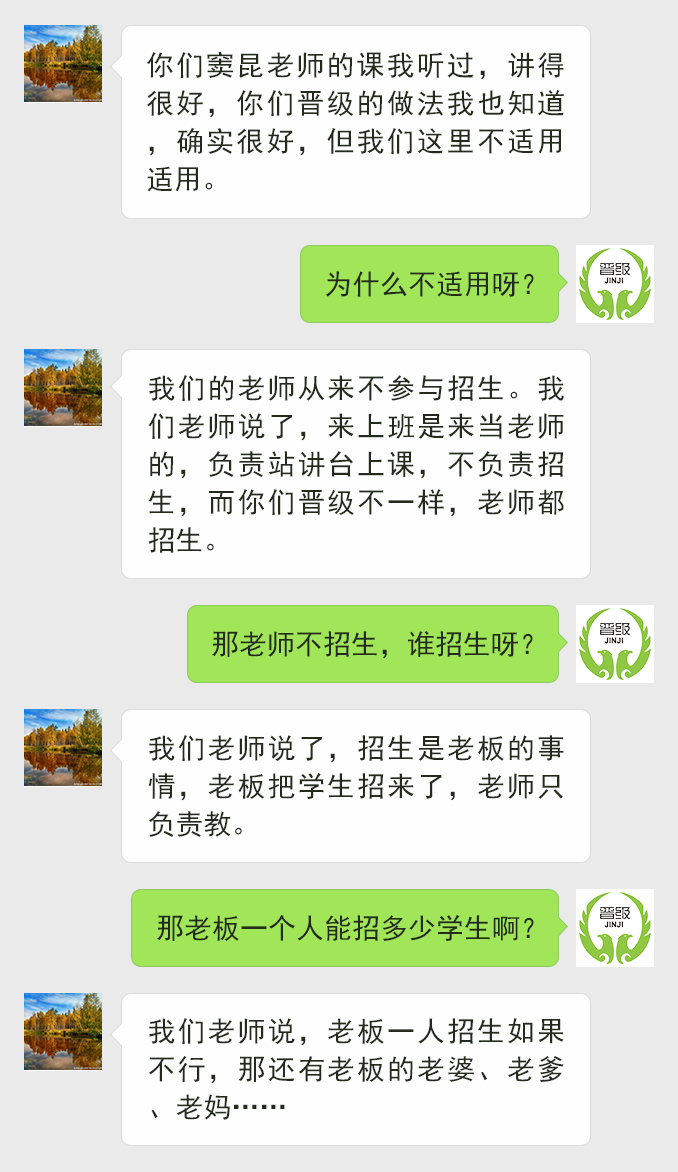 你们窦昆老师的课我听过，讲得
很好，你们晋级的做法我也知道
，确实很好，但我们这里不适用
适用。
为什么不适用呀？
晋级
JINJI
我们的老师从来不参与招生。我
们老师说了，来上班是来当老师
的，负责站讲台上课，不负责招
生，而你们晋级不一样，老师都
招生。
那老师不招生，谁招生呀？
晋级
JINJI
我们老师说了，招生是老板的事
情，老板把学生招来了，老师只
负责教。
那老板一个人能招多少学生啊？
晋级
JINJI
我们老师说，老板一人招生如果
不行，那还有老板的老婆、老爹
、老妈……